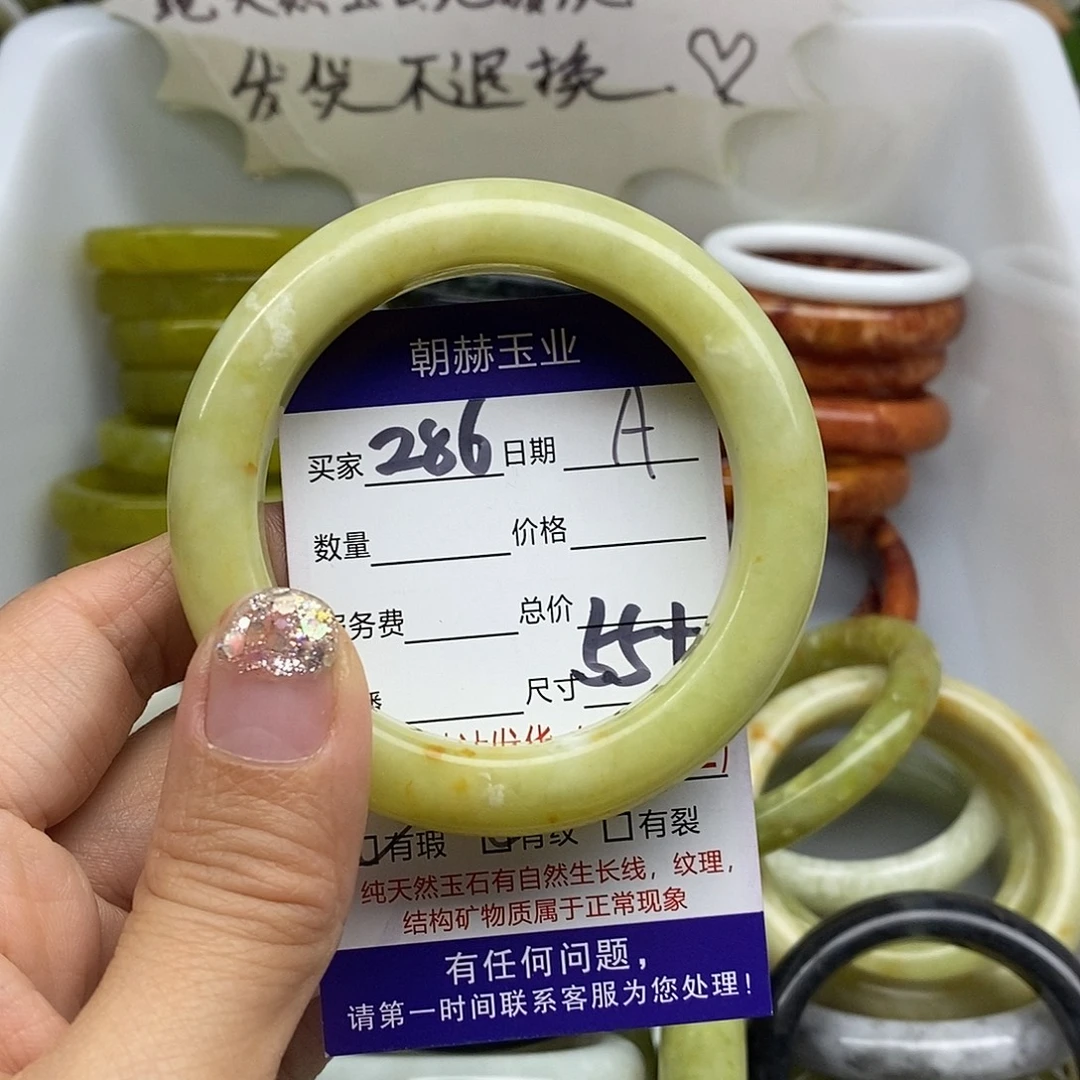 发货不退换
朝赫玉业
买家 286 日期 A
数量 价格
务费 总价
55+
尺寸
有瑕 有纹 有裂
纯天然玉石有自然生长线，纹理，
结构矿物质属于正常现象
有任何问题，
请第一时间联系客服为您处理！